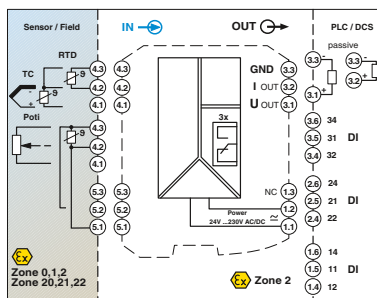 Sensor / Field
IN
OUT
PLC / DCS
RTD
passive
TC
4.3
4.3
GND
3.3
3.3
-
-
ϑ
4.2
4.2
I OUT
3.2
3.2
+
ϑ
4.1
4.1
U OUT
3.1
3.1
+
+
Poti
4.3
3x
3.6
34
ϑ
4.2
3.5
31
DI
4.1
3.4
32
5.3
5.3
NC
1.3
2.6
24
5.2
5.2
Power
1.2
2.5
21
DI
5.1
5.1
24V ...230V AC/DC
1.1
2.4
22
Ex
Zone 0,1,2
Zone 20,21,22
Ex
Zone 2
1.6
14
1.5
11
DI
1.4
12